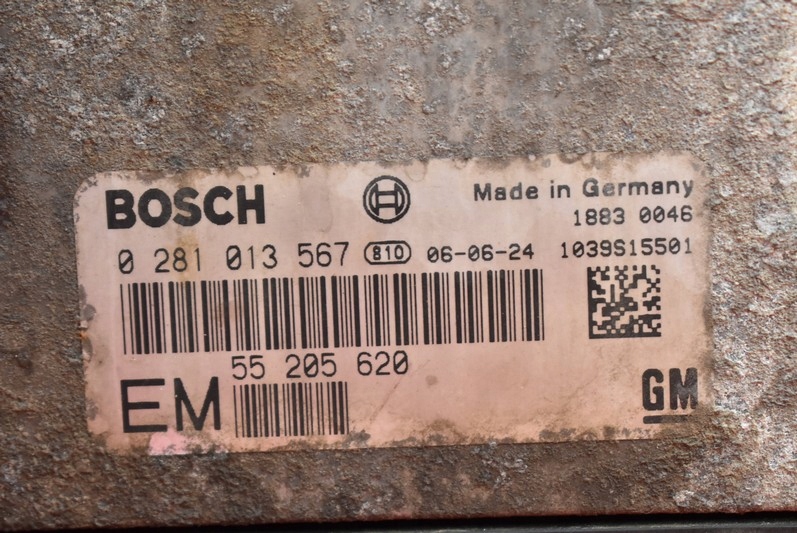 BOSCH
Made in Germany
1883 0046
0 281 013 567 810 06-06-24 1039S15501
55 205 620
EM
GM